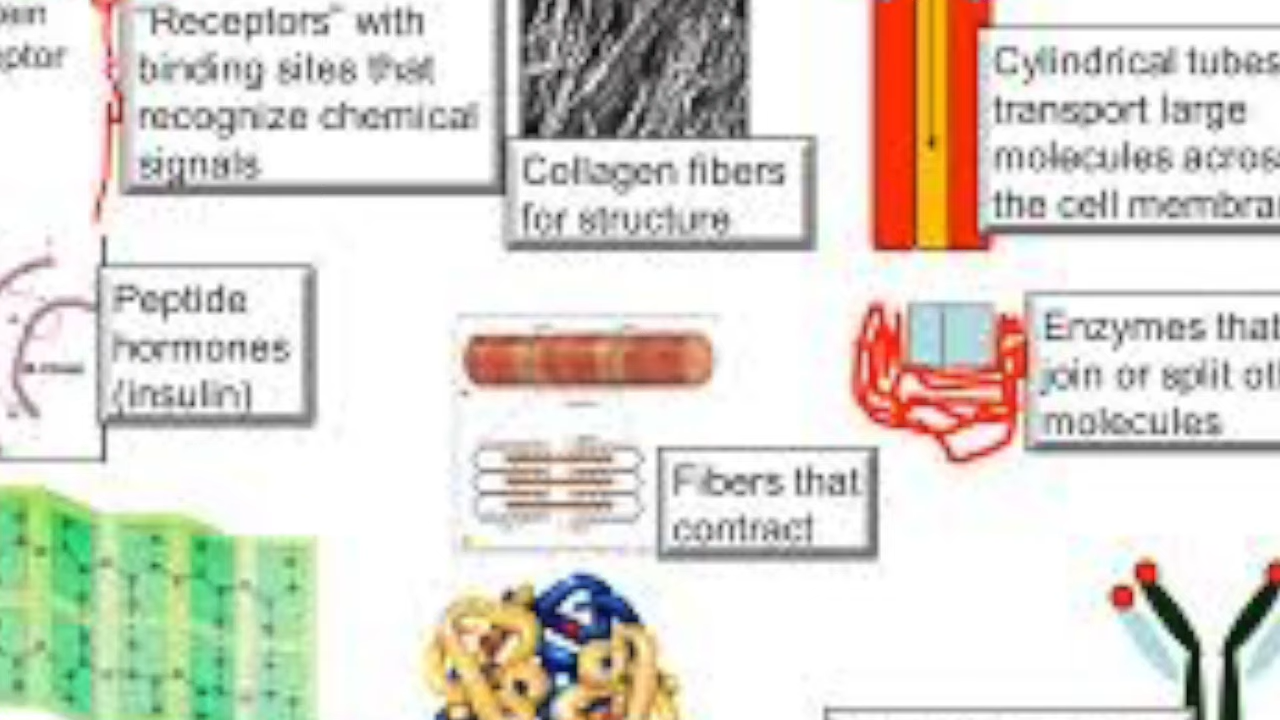 "Receptors" with
binding sites that
recognize chemical
signals
Collagen fibers
for structure
Cylindrical tubes
transport large
molecules
the cell
Peptide
hormones
(insulin)
Enzymes that
join or split
molecules
Fibers that
contract